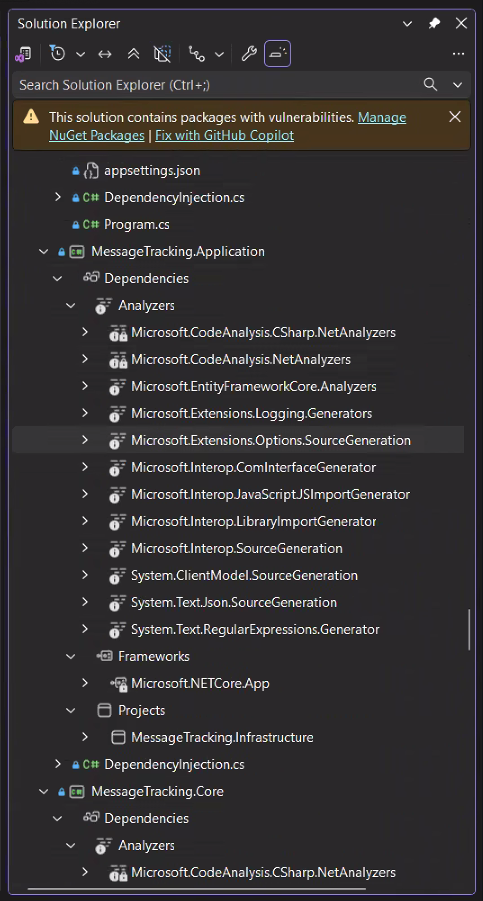 Solution Explorer
Search Solution Explorer (Ctrl+;)
This solution contains packages with vulnerabilities. Manage
NuGet Packages | Fix with GitHub Copilot
appsettings.json
C# DependencyInjection.cs
C# Program.cs
C# MessageTracking.Application
Dependencies
Analyzers
Microsoft.CodeAnalysis.CSharp.NetAnalyzers
Microsoft.CodeAnalysis.NetAnalyzers
Microsoft.EntityFrameworkCore.Analyzers
Microsoft.Extensions.Logging.Generators
Microsoft.Extensions.Options.SourceGeneration
Microsoft.Interop.ComInterfaceGenerator
Microsoft.Interop.JavaScript.JSImportGenerator
Microsoft.Interop.LibraryImportGenerator
Microsoft.Interop.SourceGeneration
System.ClientModel.SourceGeneration
System.Text.Json.SourceGeneration
System.Text.RegularExpressions.Generator
Frameworks
Microsoft.NETCore.App
Projects
MessageTracking.Infrastructure
C# DependencyInjection.cs
C# MessageTracking.Core
Dependencies
Analyzers
Microsoft.CodeAnalysis.CSharp.NetAnalyzers